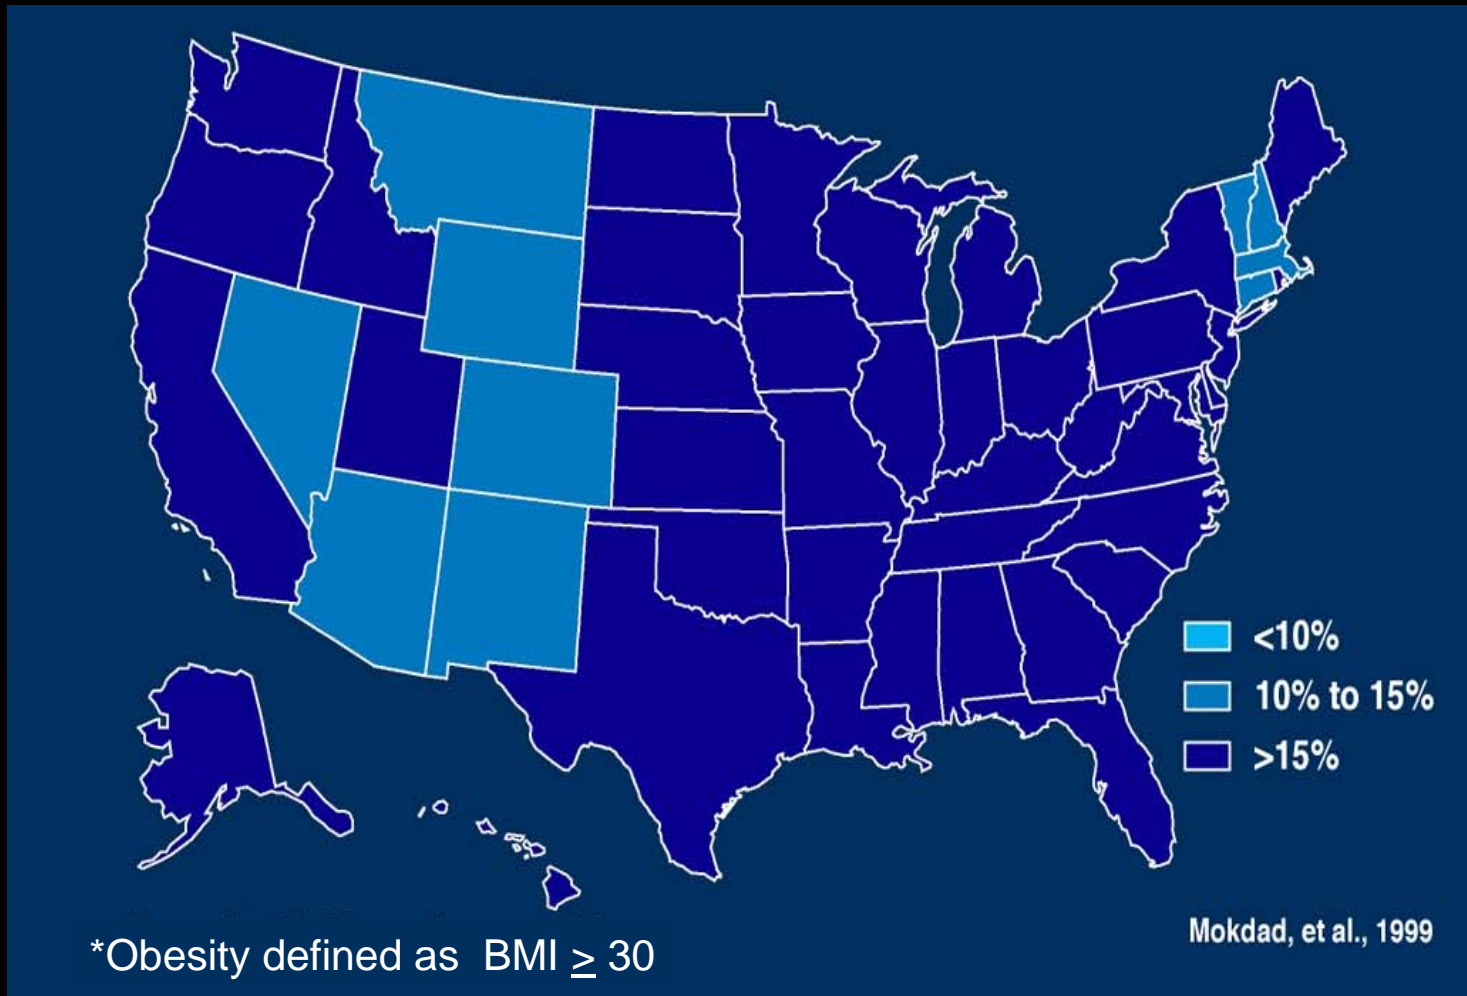 <10%
10% to 15%
>15%
Mokdad, et al., 1999
*Obesity defined as BMI ≥ 30